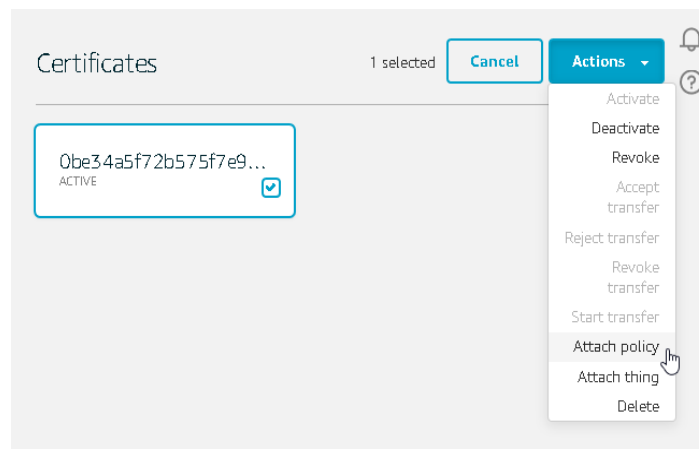 Certificates
1 selected
Cancel
Actions
Activate
Deactivate
Revoke
Accept
transfer
Reject transfer
Revoke
transfer
Start transfer
Attach policy
Attach thing
Delete
0be34a5f72b575f7e9...
ACTIVE
?